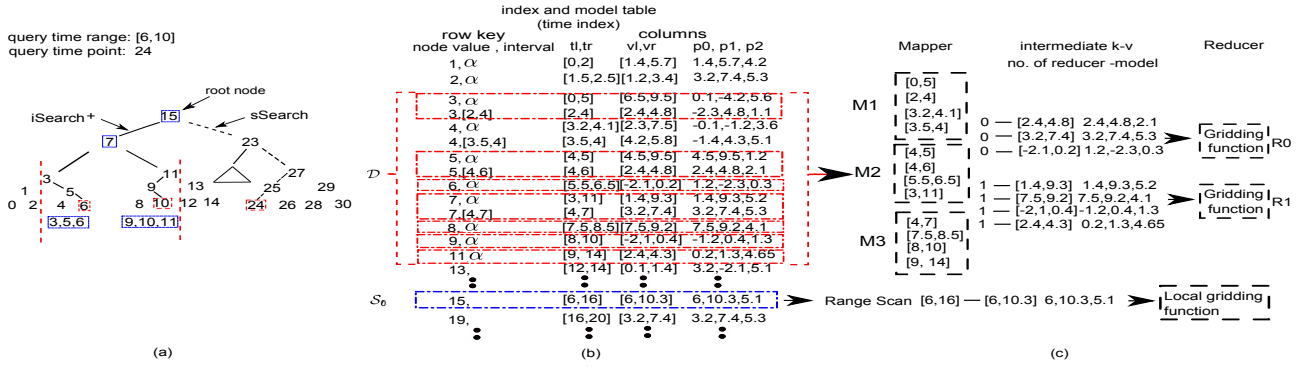 query time range: [6,10]
query time point: 24
root node
15
iSearch+
sSearch
7
23
3
11
27
1
5
9
13
25
29
0 2 4 6 8 10 12 14 24 26 28 30
3,5,6
9,10,11
(a)
index and model table
(time index)
row key
columns
node value , interval
tl,tr
vl,vr
p0, p1, p2
1, α [0,2] [1.4,5.7] 1.4,5.7,4.2
2, α [1.5,2.5] [1.2,3.4] 3.2,7.4,5.3
3, α [0,5] [6.5,9.5] 0.1,-4.2,5.6
3,[2,4] [2,4] [2.4,4.8] -2.3,4.8,1.1
4, α [3.2,4.1] [2.3,7.5] -0.1,-1.2,3.6
4,[3.5,4] [3.5,4] [4.2,5.8] -1.4,4.3,5.1
5, α [4,5] [4.5,9.5] 4.5,9.5,1.2
5,[4.6] [4,6] [2.4,4.8] 2.4,4.8,2.1
6, α [5.5,6.5] [-2.1,0.2] 1.2,-2.3,0.3
7, α [3,11] [1.4,9.3] 1.4,9.3,5.2
7,[4,7] [4,7] [3.2,7.4] 3.2,7.4,5.3
8, α [7.5,8.5] [7.5,9.2] 7.5,9.2,4.1
9, α [8,10] [-2,1,0.4] -1.2,0.4,1.3
11 α [9, 14] [2.4,4.3] 0.2,1.3,4.65
13, [12,14] [0.1,1.4] 3.2,-2.1,5.1
15, [6,16] [6,10.3] 6,10.3,5.1
19, [16,20] [3.2,7.4] 3.2,7.4,5.3
D
S6
(b)
Mapper
intermediate k-v
no. of reducer -model
Reducer
M1
[0,5]
[2,4]
[3.2,4.1]
[3.5,4]
M2
[4,5]
[4,6]
[5.5,6.5]
[3,11]
M3
[4,7]
[7.5,8.5]
[8,10]
[9, 14]
0 — [2.4,4.8] 2.4,4.8,2.1
0 — [3.2,7.4] 3.2,7.4,5.3
0 — [-2.1,0.2] 1.2,-2.3,0.3
Gridding
function
R0
1 — [1.4,9.3] 1.4,9.3,5.2
1 — [7.5,9.2] 7.5,9.2,4.1
1 — [-2,1,0.4] -1.2,0.4,1.3
1 — [2.4,4.3] 0.2,1.3,4.65
Gridding
function
R1
Range Scan [6,16] — [6,10.3] 6,10.3,5.1
Local gridding
function
(c)